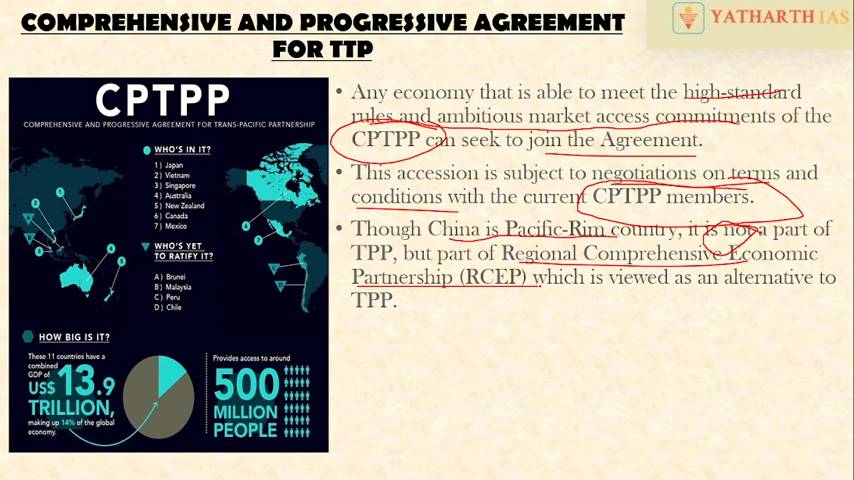 COMPREHENSIVE AND PROGRESSIVE AGREEMENT
FOR TTP
YATHARTH IAS
CPTPP
COMPREHENSIVE AND PROGRESSIVE AGREEMENT FOR TRANS-PACIFIC PARTNERSHIP
WHO'S IN IT?
1) Japan
2) Vietnam
3) Singapore
4) Australia
5) New Zealand
6) Canada
7) Mexico
WHO'S YET
TO RATIFY IT?
A) Brunei
B) Malaysia
C) Peru
D) Chile
HOW BIG IS IT?
These 11 countries have a
combined
GDP of
US$ 13.9
TRILLION,
making up 14% of the global
economy.
Provides access to around
500
MILLION
PEOPLE
• Any economy that is able to meet the high-standard
rules and ambitious market access commitments of the
CPTPP can seek to join the Agreement.
• This accession is subject to negotiations on terms and
conditions with the current CPTPP members.
• Though China is Pacific-Rim country, it is not a part of
TPP, but part of Regional Comprehensive Economic
Partnership (RCEP) which is viewed as an alternative to
TPP.